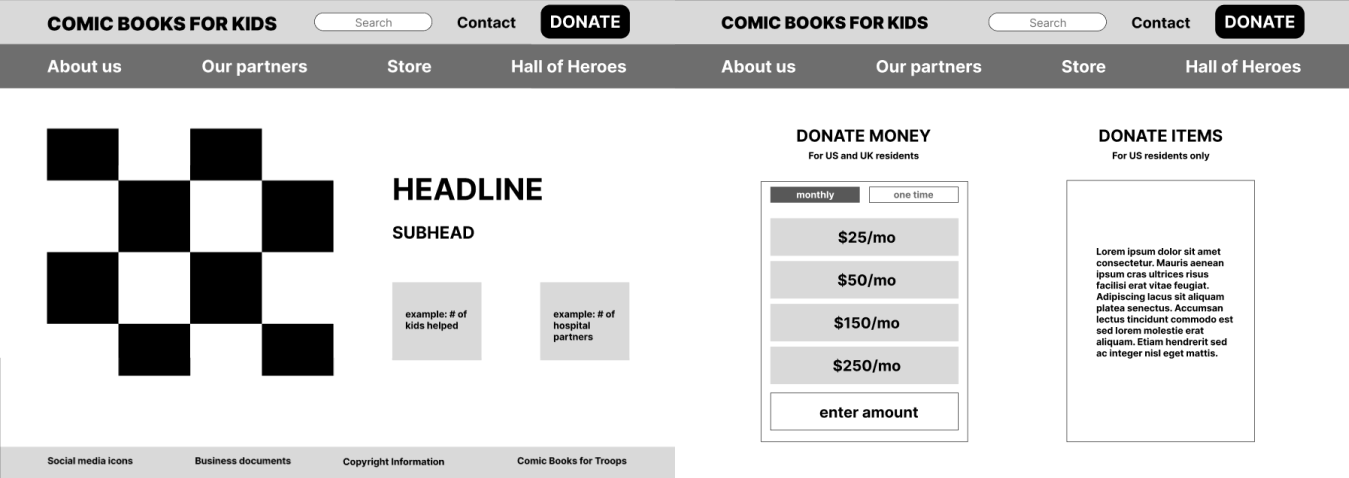 COMIC BOOKS FOR KIDS
Search
Contact
DONATE
About us
Our partners
Store
Hall of Heroes
HEADLINE
SUBHEAD
example: # of
kids helped
example: # of
hospital
partners
Social media icons
Business documents
Copyright Information
Comic Books for Troops
COMIC BOOKS FOR KIDS
Search
Contact
DONATE
About us
Our partners
Store
Hall of Heroes
DONATE MONEY
For US and UK residents
monthly
one time
$25/mo
$50/mo
$150/mo
$250/mo
enter amount
DONATE ITEMS
For US residents only
Lorem ipsum dolor sit amet
consectetur. Mauris aenean
ipsum cras ultrices risus
facilisi erat vitae feugiat.
Adipiscing lacus sit aliquam
platea senectus. Accumsan
lectus tincidunt commodo est
sed lorem molestie erat
aliquam. Etiam hendrerit sed
ac integer nisl eget mattis.